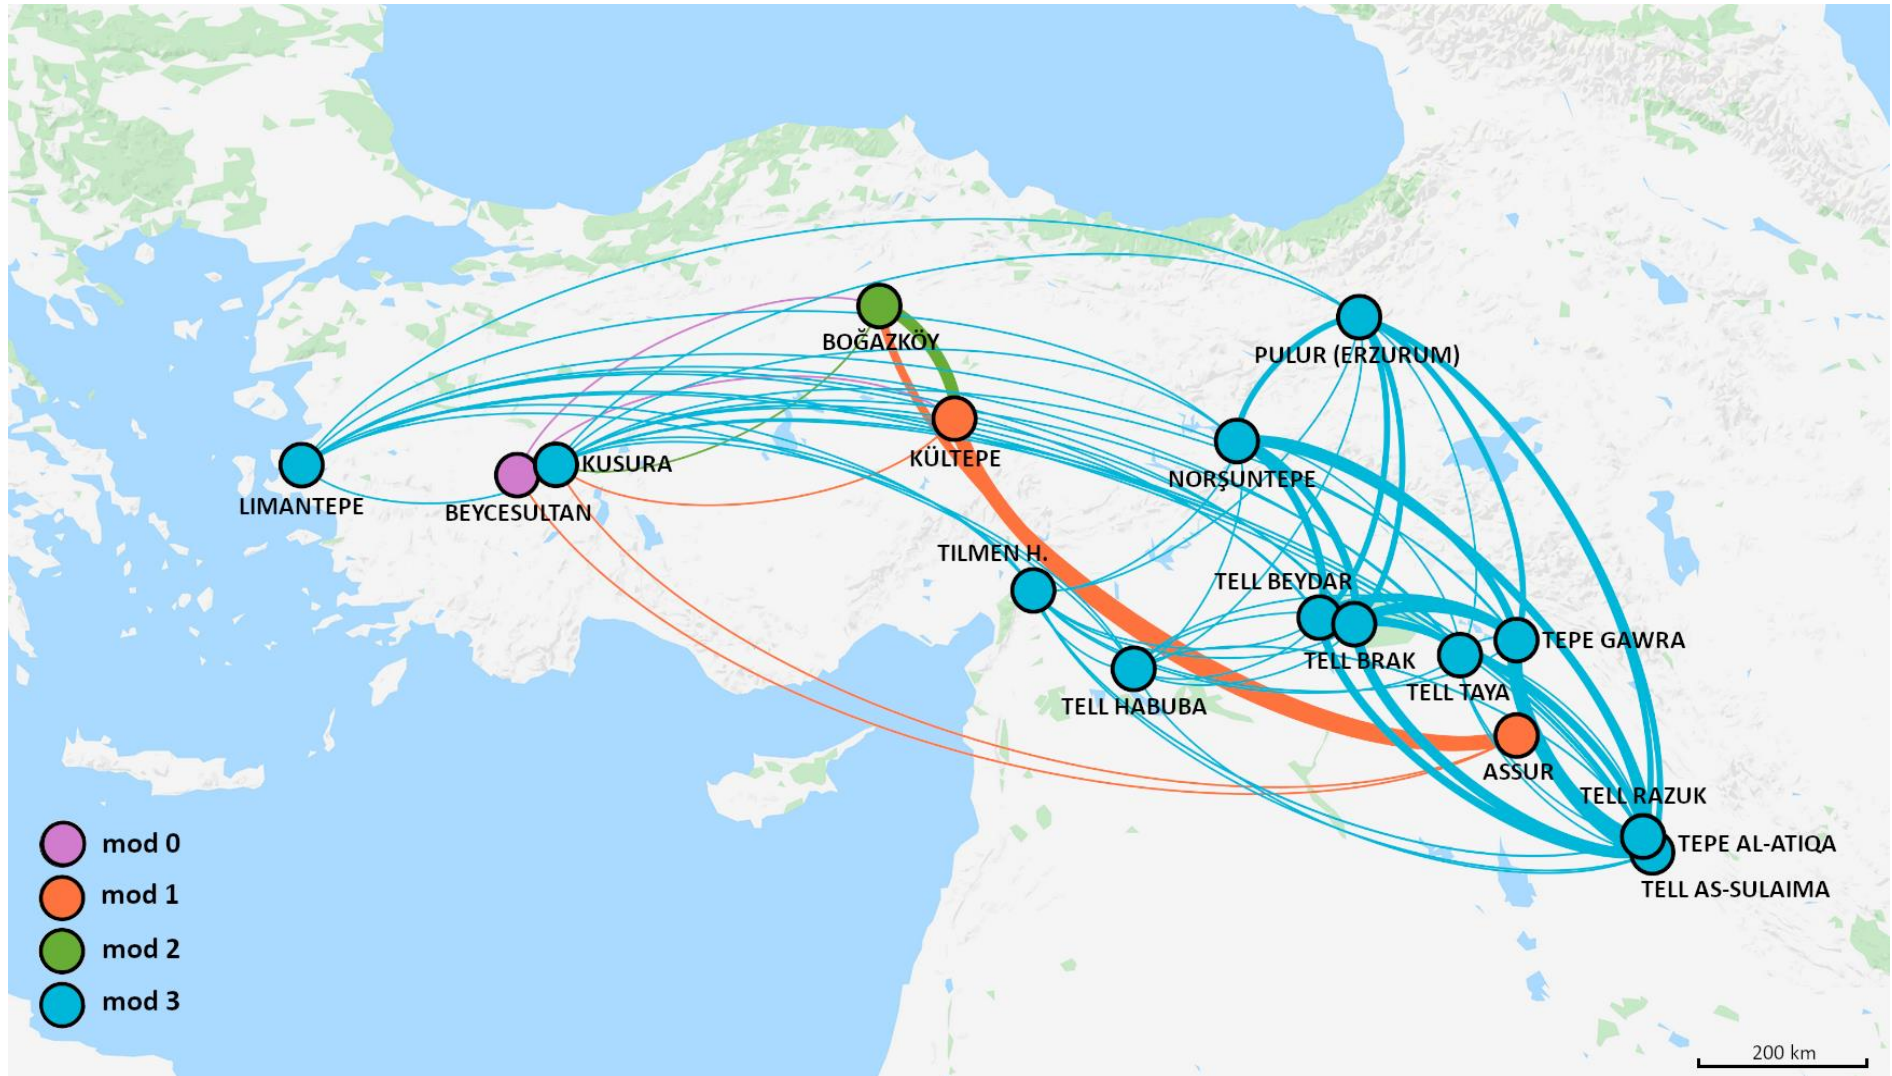 BOĞAZKÖY
PULUR (ERZURUM)
KÜLTEPE
KUSURA
NORŞUNTEPE
LIMANTEPE
BEYCESULTAN
TILMEN H.
TELL BEYDAR
TEPE GAWRA
TELL BRAK
TELL TAYA
TELL HABUBA
ASSUR
TELL RAZUK
TEPE AL-ATIQA
TELL AS-SULAIMA
mod 0
mod 1
mod 2
mod 3
200 km